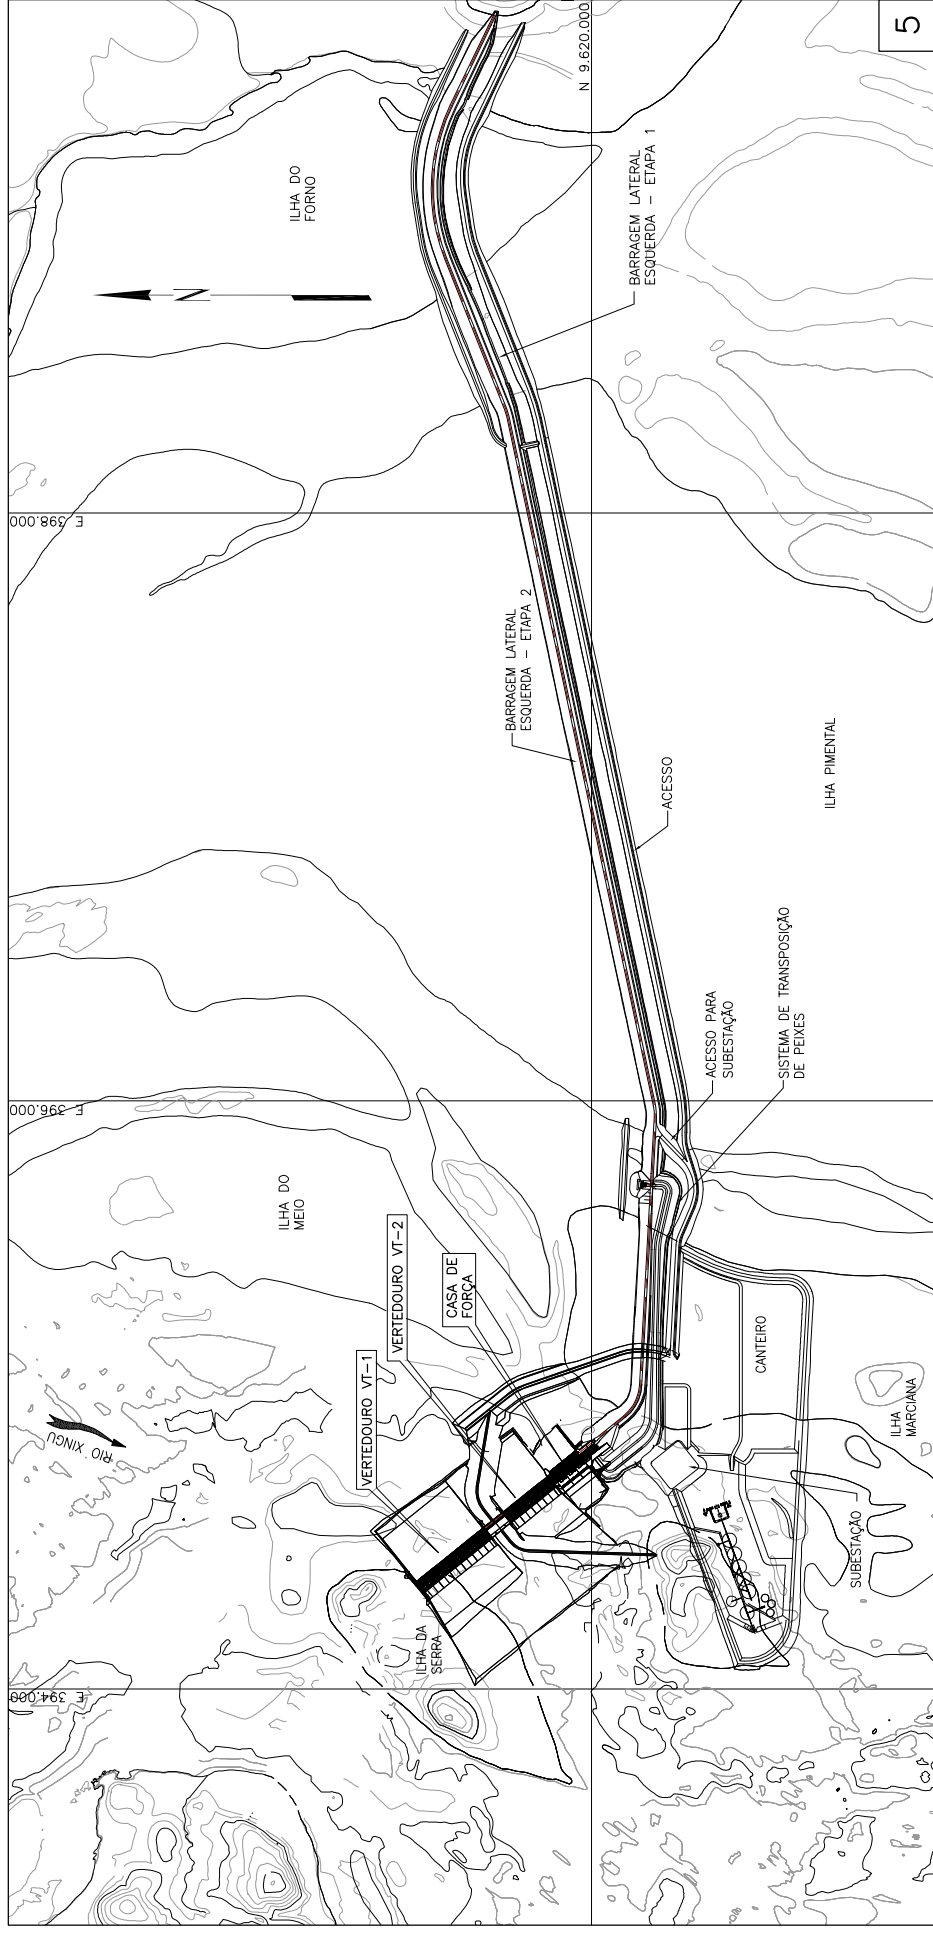 5
N 9.620.000
ILHA DO
FORNO
N
BARRAGEM LATERAL
ESQUERDA – ETAPA 1
E 398.000
BARRAGEM LATERAL
ESQUERDA – ETAPA 2
ACESSO
ILHA PIMENTAL
E 396.000
ACESSO PARA
SUBESTAÇÃO
SISTEMA DE TRANSPOSIÇÃO
DE PEIXES
ILHA DO
MEIO
VERTEDOURO VT-2
CASA DE
FORÇA
VERTEDOURO VT-1
RIO XINGU
CANTEIRO
ILHA
MARCIANA
SUBESTAÇÃO
ILHA DA
SERRA
E 394.000